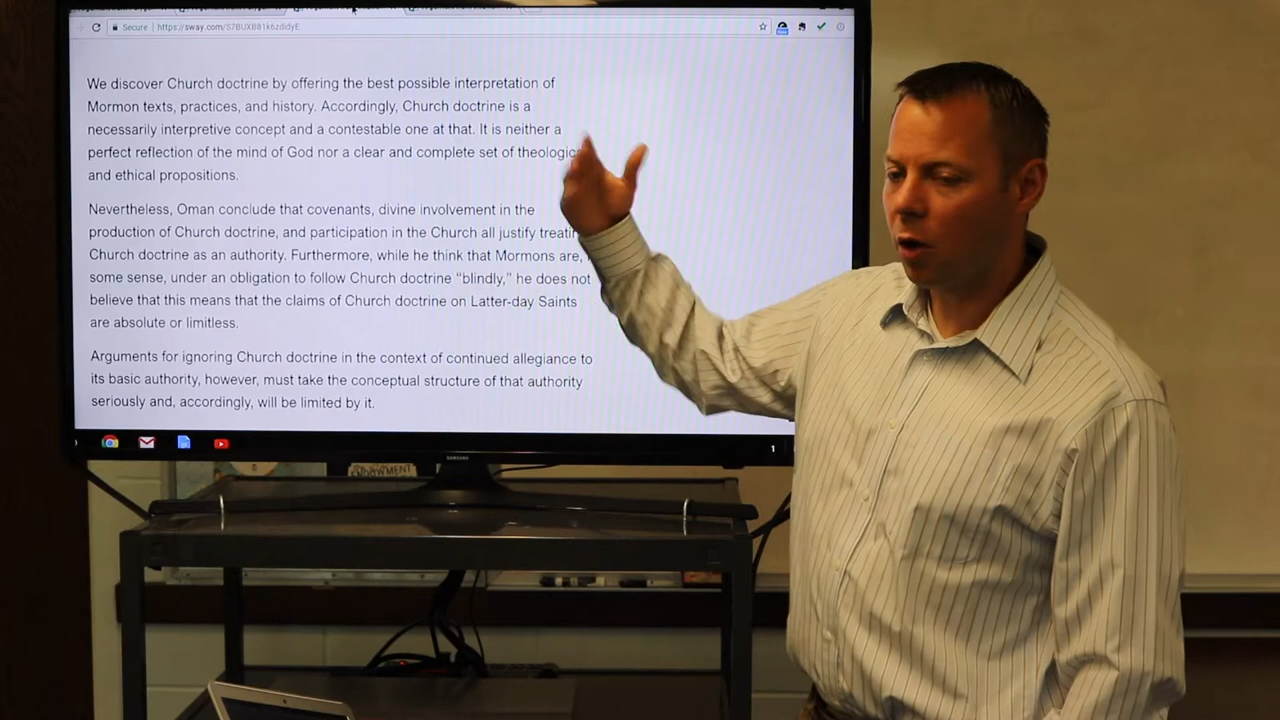 Secure https://sway.com/S7BUXBB1k6zdidyE
We discover Church doctrine by offering the best possible interpretation of
Mormon texts, practices, and history. Accordingly, Church doctrine is a
necessarily interpretive concept and a contestable one at that. It is neither a
perfect reflection of the mind of God nor a clear and complete set of theologic
and ethical propositions.
Nevertheless, Oman conclude that covenants, divine involvement in the
production of Church doctrine, and participation in the Church all justify treatin
Church doctrine as an authority. Furthermore, while he think that Mormons are,
some sense, under an obligation to follow Church doctrine “blindly,” he does not
believe that this means that the claims of Church doctrine on Latter-day Saints
are absolute or limitless.
Arguments for ignoring Church doctrine in the context of continued allegiance to
its basic authority, however, must take the conceptual structure of that authority
seriously and, accordingly, will be limited by it.
1
SAMSUNG